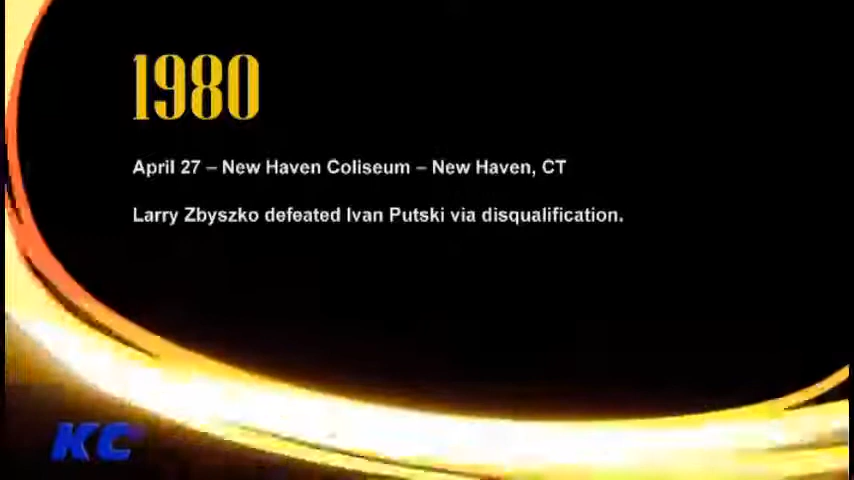 1980
April 27 – New Haven Coliseum – New Haven, CT
Larry Zbyszko defeated Ivan Putski via disqualification.
KC